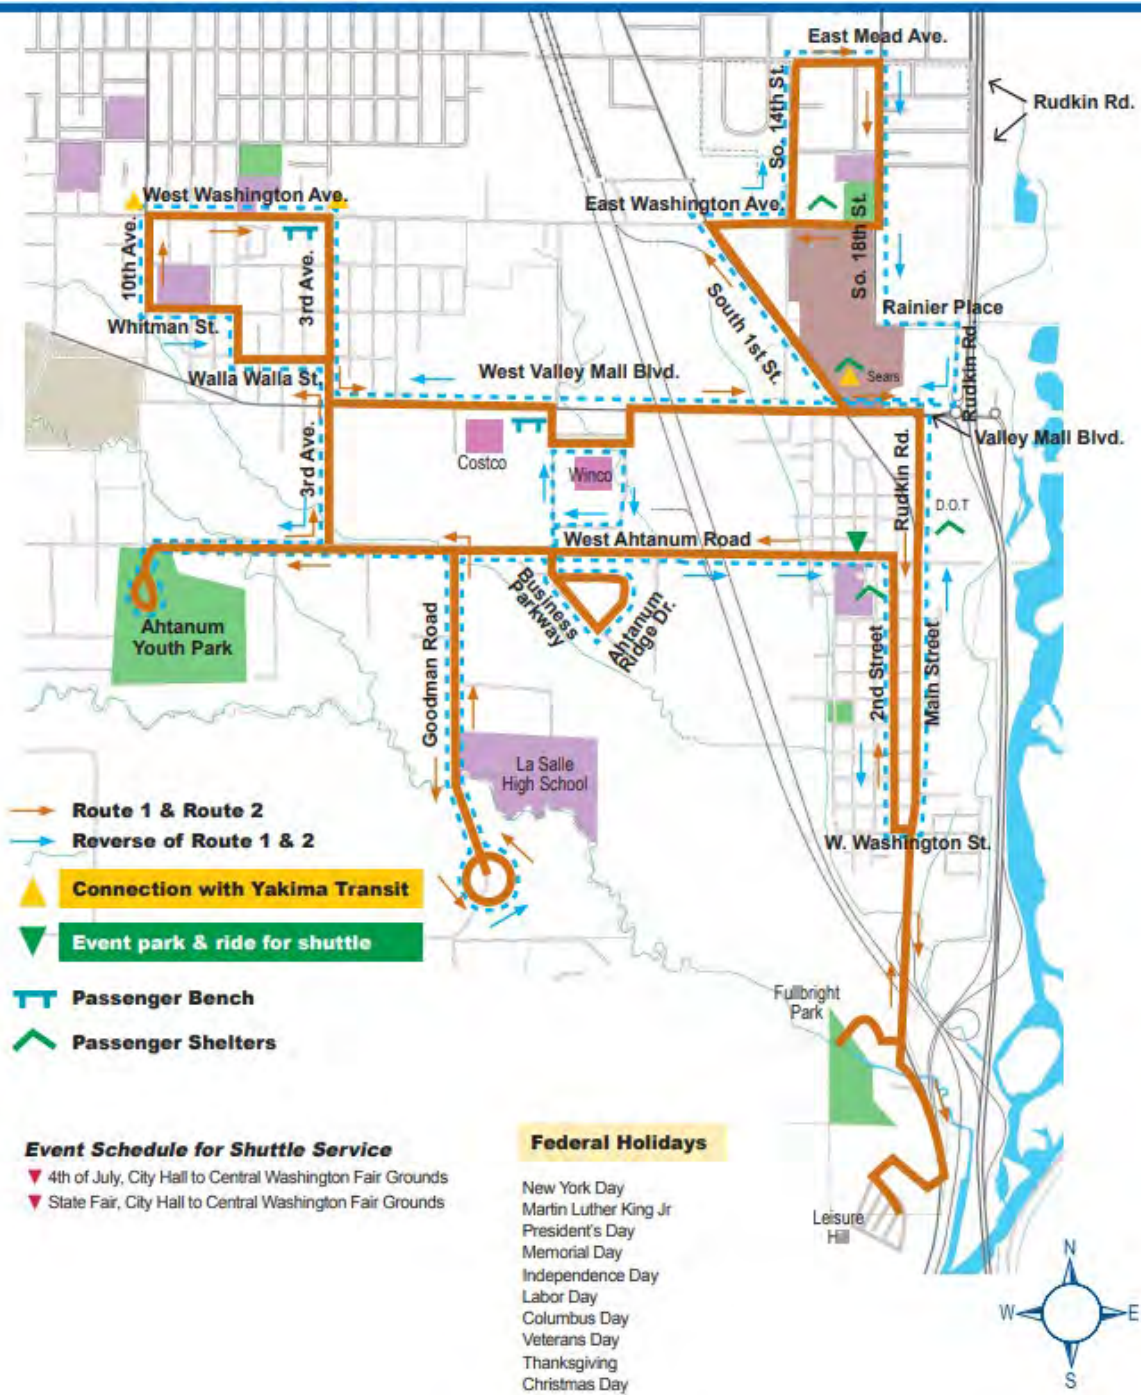 East Mead Ave.
Rudkin Rd.
So. 14th St.
West Washington Ave.
East Washington Ave.
So. 18th St.
10th Ave.
3rd Ave.
South 1st St.
Rainier Place
Whitman St.
Rudkin Rd.
Walla Walla St.
West Valley Mall Blvd.
Sears
Valley Mall Blvd.
3rd Ave.
Costco
Winco
Rudkin Rd.
D.O.T
West Ahtanum Road
Business
Parkway
Ahtanum
Ridge Dr.
Ahtanum
Youth Park
Goodman Road
2nd Street
Main Street
La Salle
High School
W. Washington St.
Route 1 & Route 2
Reverse of Route 1 & 2
Connection with Yakima Transit
Event park & ride for shuttle
Passenger Bench
Passenger Shelters
Fullbright
Park
Leisure
Hill
Event Schedule for Shuttle Service
4th of July, City Hall to Central Washington Fair Grounds
State Fair, City Hall to Central Washington Fair Grounds
Federal Holidays
New York Day
Martin Luther King Jr
President's Day
Memorial Day
Independence Day
Labor Day
Columbus Day
Veterans Day
Thanksgiving
Christmas Day
N
W
E
S